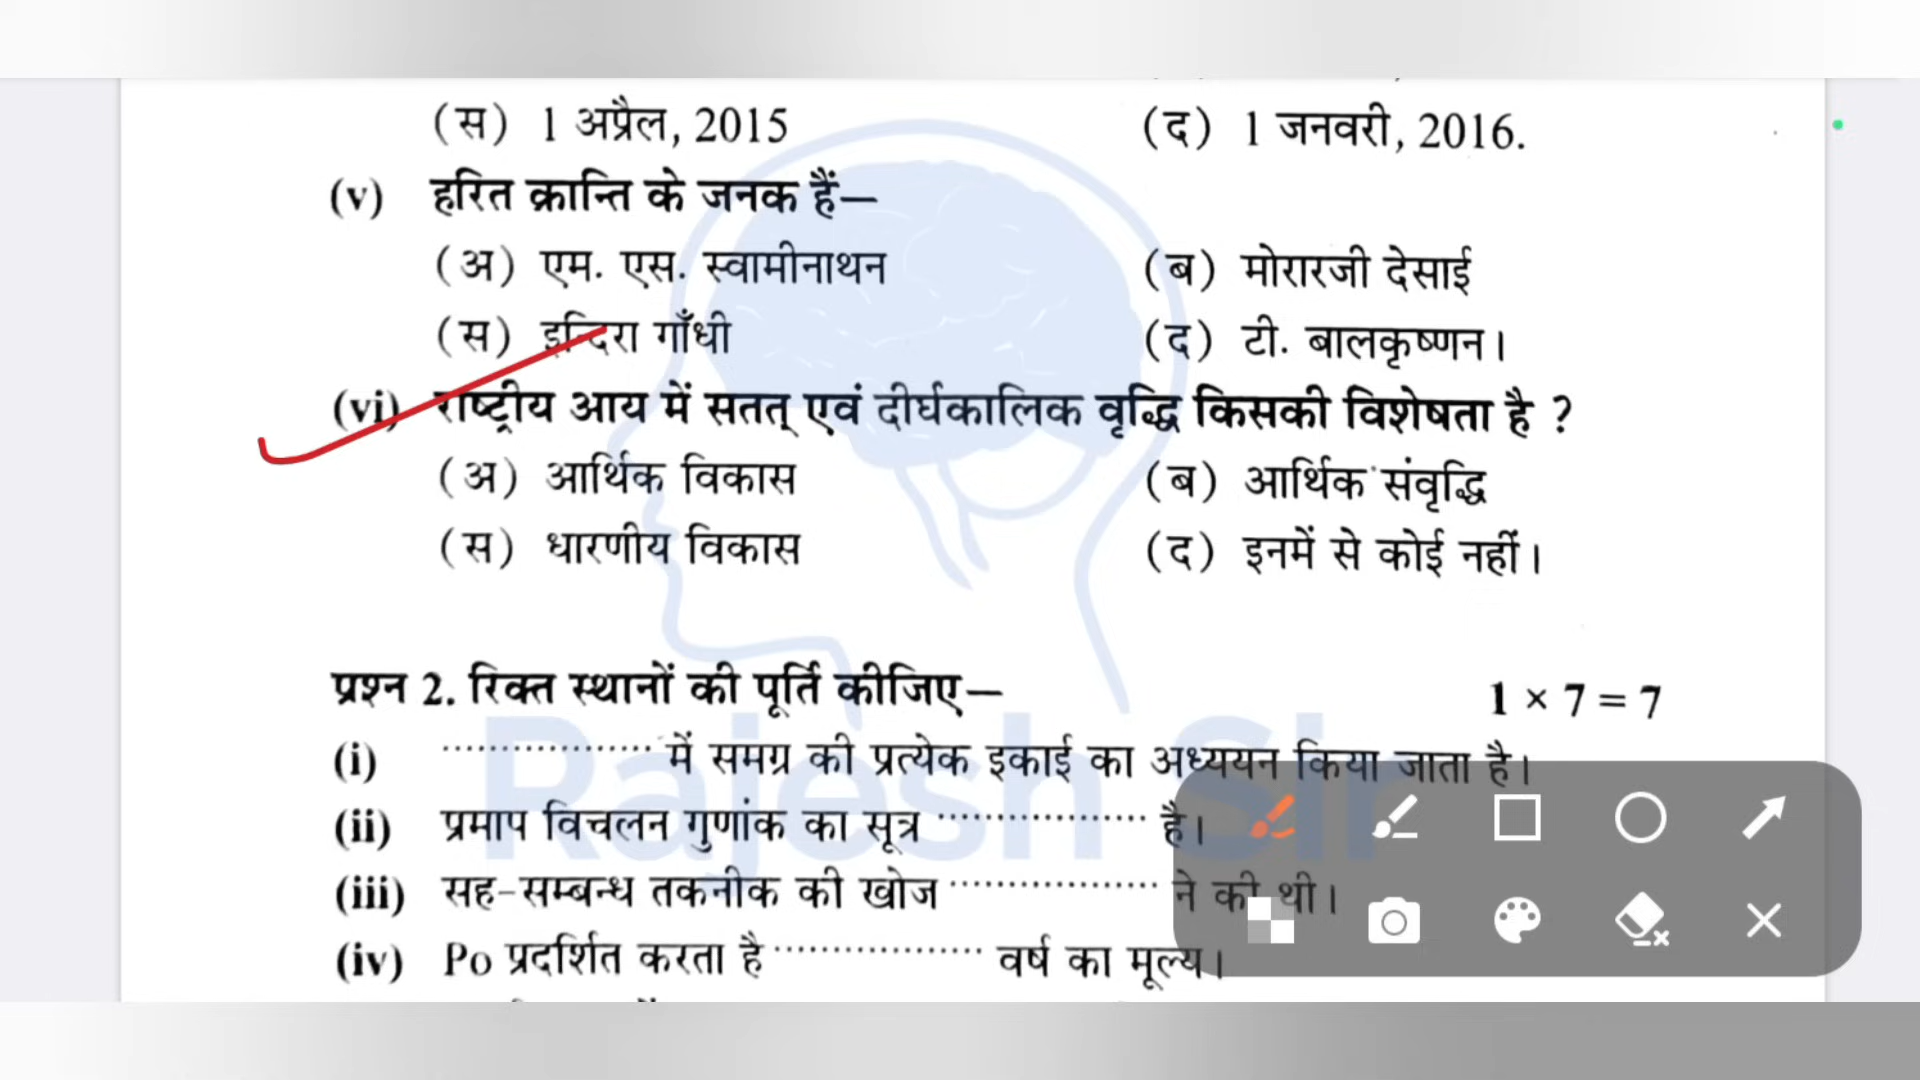 (स) 1 अप्रैल, 2015 (द) 1 जनवरी, 2016.
(v) हरित क्रान्ति के जनक हैं—
(अ) एम. एस. स्वामीनाथन (ब) मोरारजी देसाई
(स) इन्दिरा गाँधी (द) टी. बालकृष्णन।
(vi) राष्ट्रीय आय में सतत् एवं दीर्घकालिक वृद्धि किसकी विशेषता है ?
(अ) आर्थिक विकास (ब) आर्थिक संवृद्धि
(स) धारणीय विकास (द) इनमें से कोई नहीं।
प्रश्न 2. रिक्त स्थानों की पूर्ति कीजिए— 1 × 7 = 7
(i) ................... में समग्र की प्रत्येक इकाई का अध्ययन किया जाता है।
(ii) प्रमाप विचलन गुणांक का सूत्र ................... है।
(iii) सह-सम्बन्ध तकनीक की खोज ................... ने की थी।
(iv) Po प्रदर्शित करता है ................... वर्ष का मूल्य।
Rajesh Sir